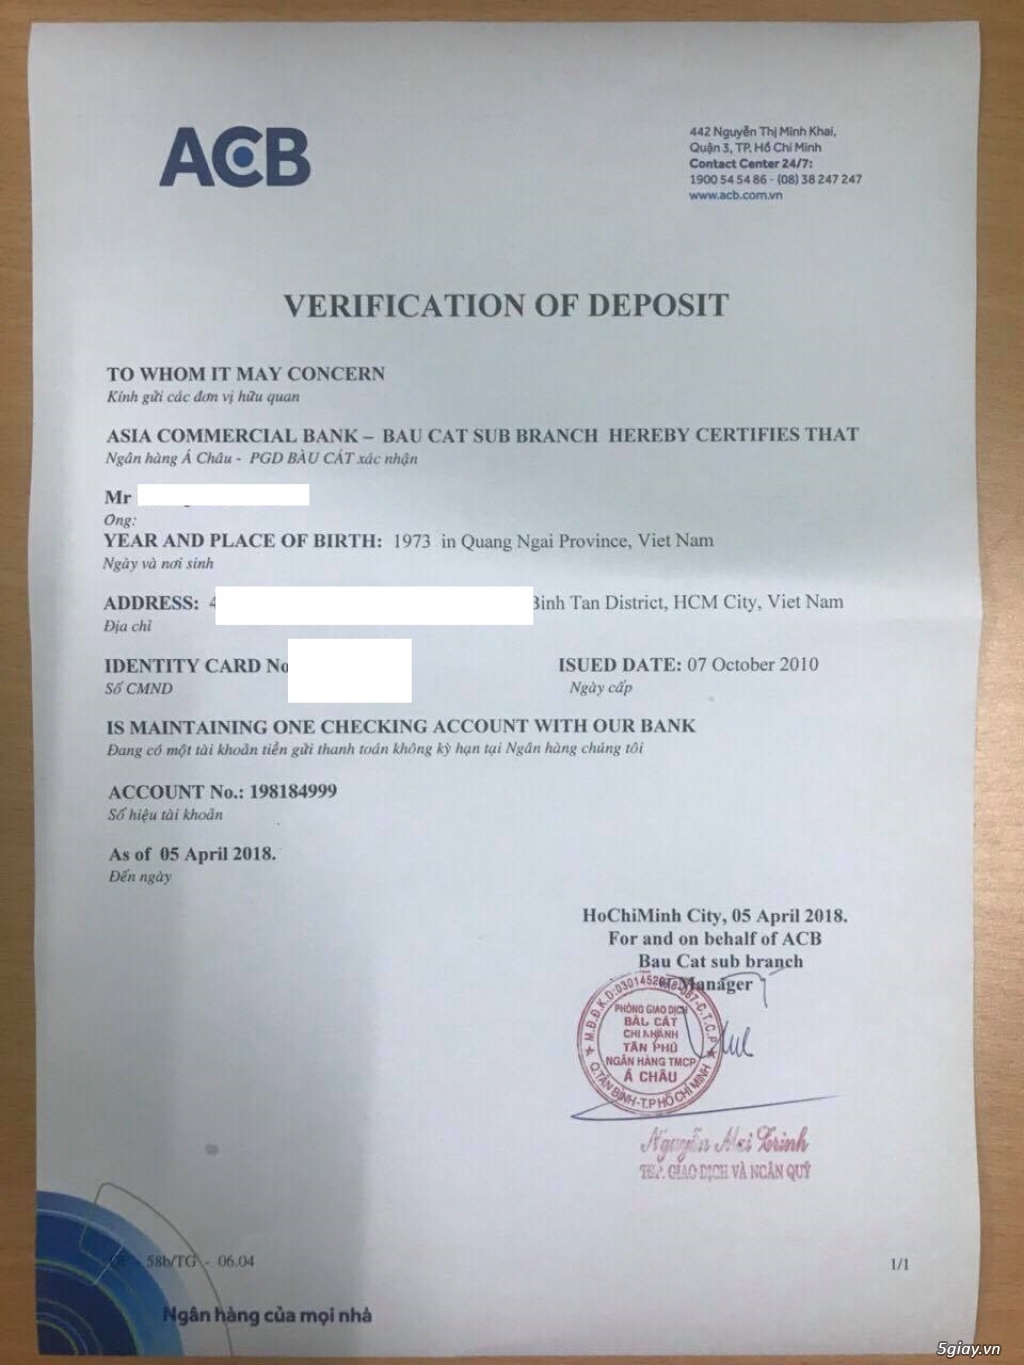 ACB
442 Nguyễn Thị Minh Khai,
Quận 3, TP. Hồ Chí Minh
Contact Center 24/7:
1900 54 54 86 - (08) 38 247 247
www.acb.com.vn
VERIFICATION OF DEPOSIT
TO WHOM IT MAY CONCERN
Kính gửi các đơn vị hữu quan
ASIA COMMERCIAL BANK – BAU CAT SUB BRANCH HEREBY CERTIFIES THAT
Ngân hàng Á Châu - PGD BÀU CÁT xác nhận
Mr
Ông:
YEAR AND PLACE OF BIRTH: 1973 in Quang Ngai Province, Viet Nam
Ngày và nơi sinh
ADDRESS: Binh Tan District, HCM City, Viet Nam
Địa chỉ
IDENTITY CARD No ISUED DATE: 07 October 2010
Số CMND Ngày cấp
IS MAINTAINING ONE CHECKING ACCOUNT WITH OUR BANK
Đang có một tài khoản tiền gửi thanh toán không kỳ hạn tại Ngân hàng chúng tôi
ACCOUNT No.: 198184999
Số hiệu tài khoản
As of 05 April 2018.
Đến ngày
HoChiMinh City, 05 April 2018.
For and on behalf of ACB
Bau Cat sub branch
Manager
PHÒNG GIAO DỊCH
BÀU CÁT
CHI NHÁNH
TÂN PHÚ
NGÂN HÀNG TMCP
Á CHÂU
Q.TÂN BÌNH-T.P HỒ CHÍ MINH
Nguyễn Mai Trinh
GIAO DỊCH VÀ NGÂN QUỸ
58b/TG - 06.04
1/1
Ngân hàng của mọi nhà
5giay.vn